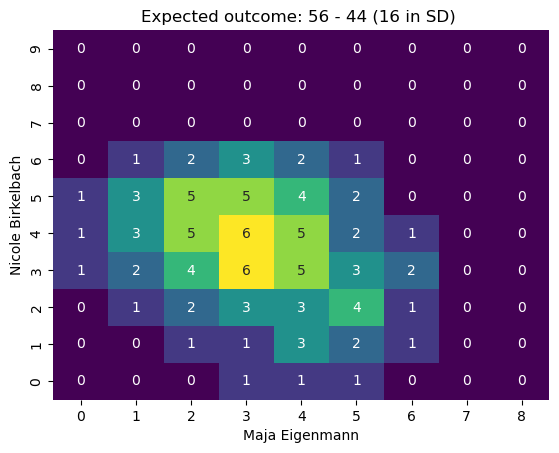 Expected outcome: 56 - 44 (16 in SD)
Nicole Birkelbach
9 0 0 0 0 0 0 0 0 0
8 0 0 0 0 0 0 0 0 0
7 0 0 0 0 0 0 0 0 0
6 0 1 2 3 2 1 0 0 0
5 1 3 5 5 4 2 0 0 0
4 1 3 5 6 5 2 1 0 0
3 1 2 4 6 5 3 2 0 0
2 0 1 2 3 3 4 1 0 0
1 0 0 1 1 3 2 1 0 0
0 0 0 0 1 1 1 0 0 0
0 1 2 3 4 5 6 7 8
Maja Eigenmann